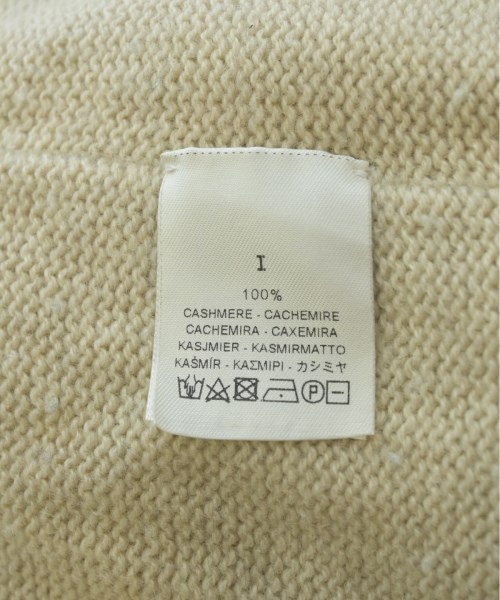 I
100%
CASHMERE - CACHEMIRE
CACHEMIRA - CAXEMIRA
KASJMIER - KASMIRMATTO
KAŠMÍR - ΚΑΣΜΙΡΙ - カシミヤ
P